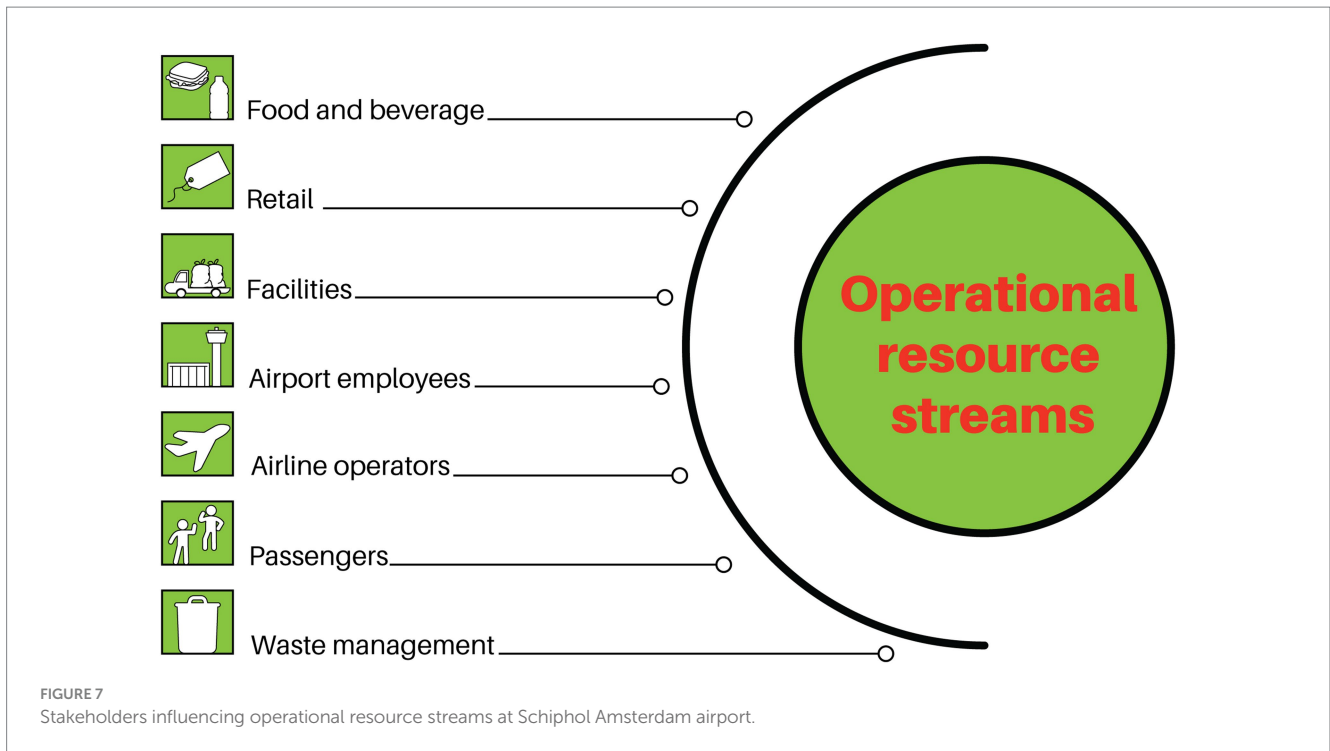 Food and beverage
Retail
Facilities
Airport employees
Airline operators
Passengers
Waste management
Operational
resource
streams
FIGURE 7
Stakeholders influencing operational resource streams at Schiphol Amsterdam airport.